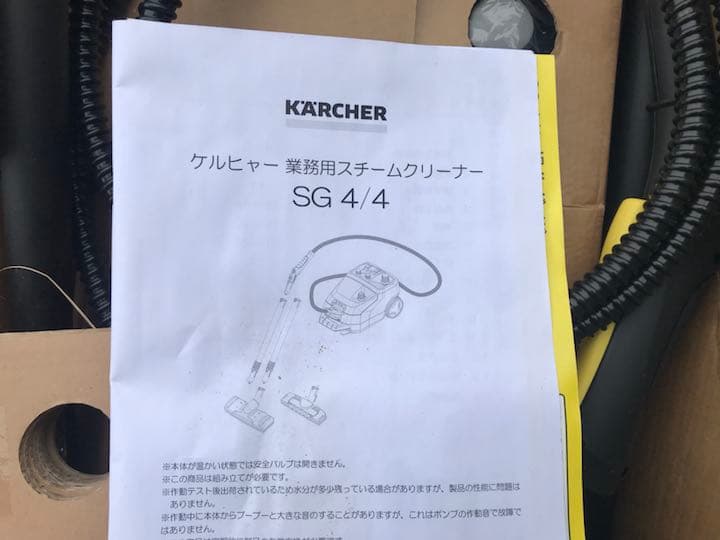 KÄRCHER
ケルヒャー 業務用スチームクリーナー
SG 4/4
※本体が温かい状態では安全バルブは開きません。
※この商品は組み立てが必要です。
※作動テスト後出荷されているため水分が多少残っている場合がありますが、製品の性能に問題は
ありません。
※作動中に本体からブーブーと大きな音のすることがありますが、これはポンプの作動音で故障で
はありません。